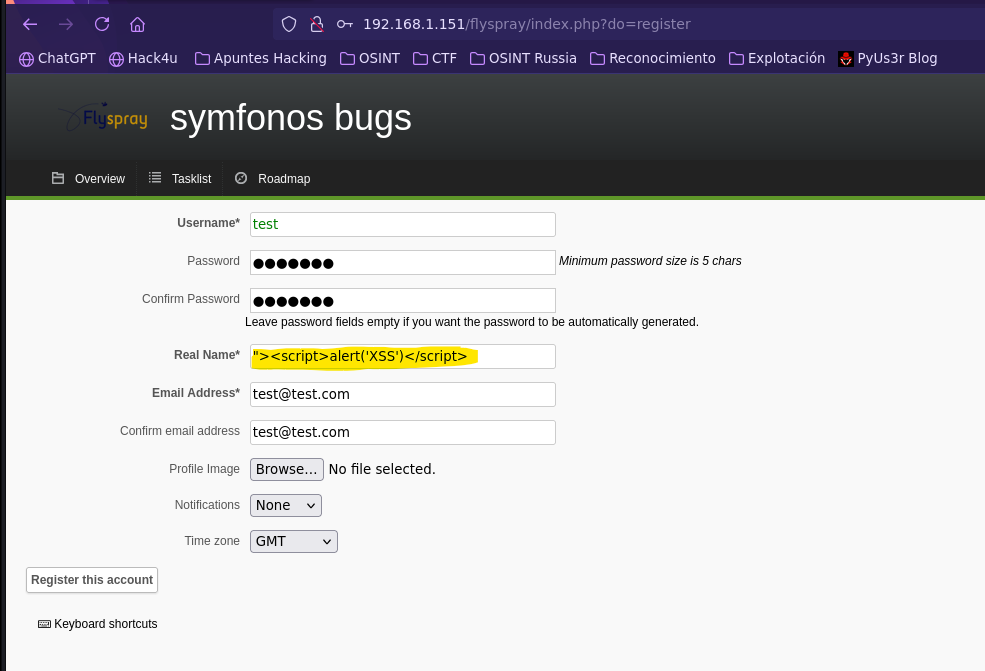 192.168.1.151/flyspray/index.php?do=register
ChatGPT Hack4u Apuntes Hacking OSINT CTF OSINT Russia Reconocimiento Explotación PyUs3r Blog
Flyspray symfonos bugs
Overview Tasklist Roadmap
Username* test
Password ●●●●●●● Minimum password size is 5 chars
Confirm Password ●●●●●●●
Leave password fields empty if you want the password to be automatically generated.
Real Name* "><script>alert('XSS')</script>
Email Address* test@test.com
Confirm email address test@test.com
Profile Image Browse... No file selected.
Notifications None
Time zone GMT
Register this account
Keyboard shortcuts